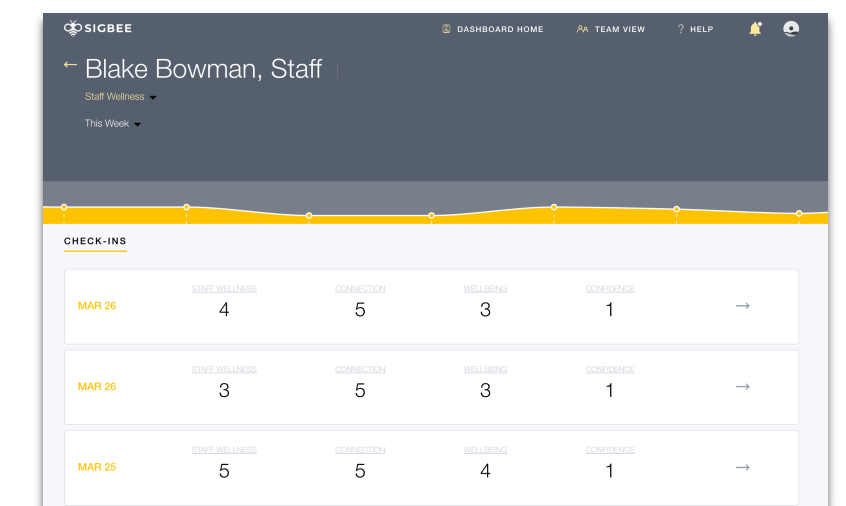 SIGBEE
DASHBOARD HOME
TEAM VIEW
? HELP
← Blake Bowman, Staff
Staff Wellness
This Week
CHECK-INS
STAFF WELLNESS CONNECTION WELLBEING CONFIDENCE
MAR 26 4 5 3 1 →
STAFF WELLNESS CONNECTION WELLBEING CONFIDENCE
MAR 26 3 5 3 1 →
STAFF WELLNESS CONNECTION WELLBEING CONFIDENCE
MAR 25 5 5 4 1 →